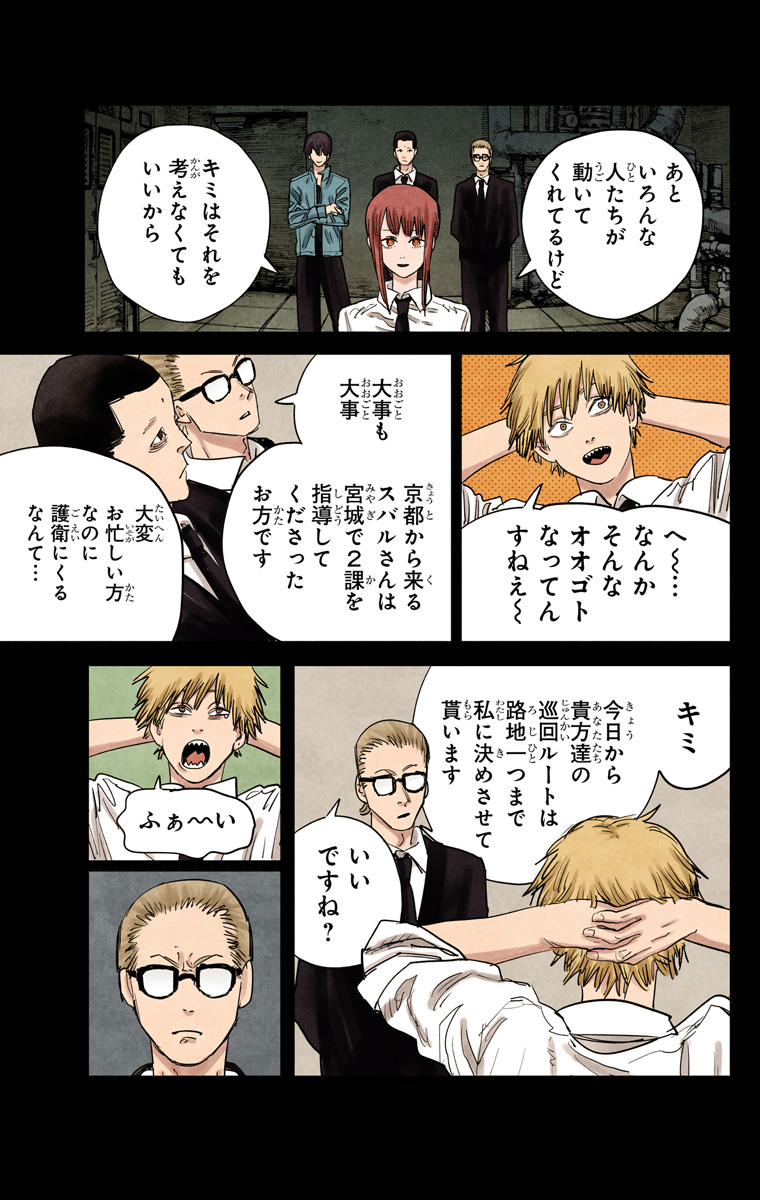 あと
いろんな
人たちが
動いて
くれてるけど
キミはそれを
考えなくても
いいから
へ〜…
なんか
そんな
オオゴト
なってん
すねぇ〜
大事も
大事
京都から来る
スバルさんは
宮城で2課を
指導して
くださった
お方です
大変
お忙しい方
なのに
護衛にくる
なんて…
キミ
今日から
貴方達の
巡回ルートは
路地一つまで
私に決めさせて
貰います
いい
ですね?
ふぁ〜い